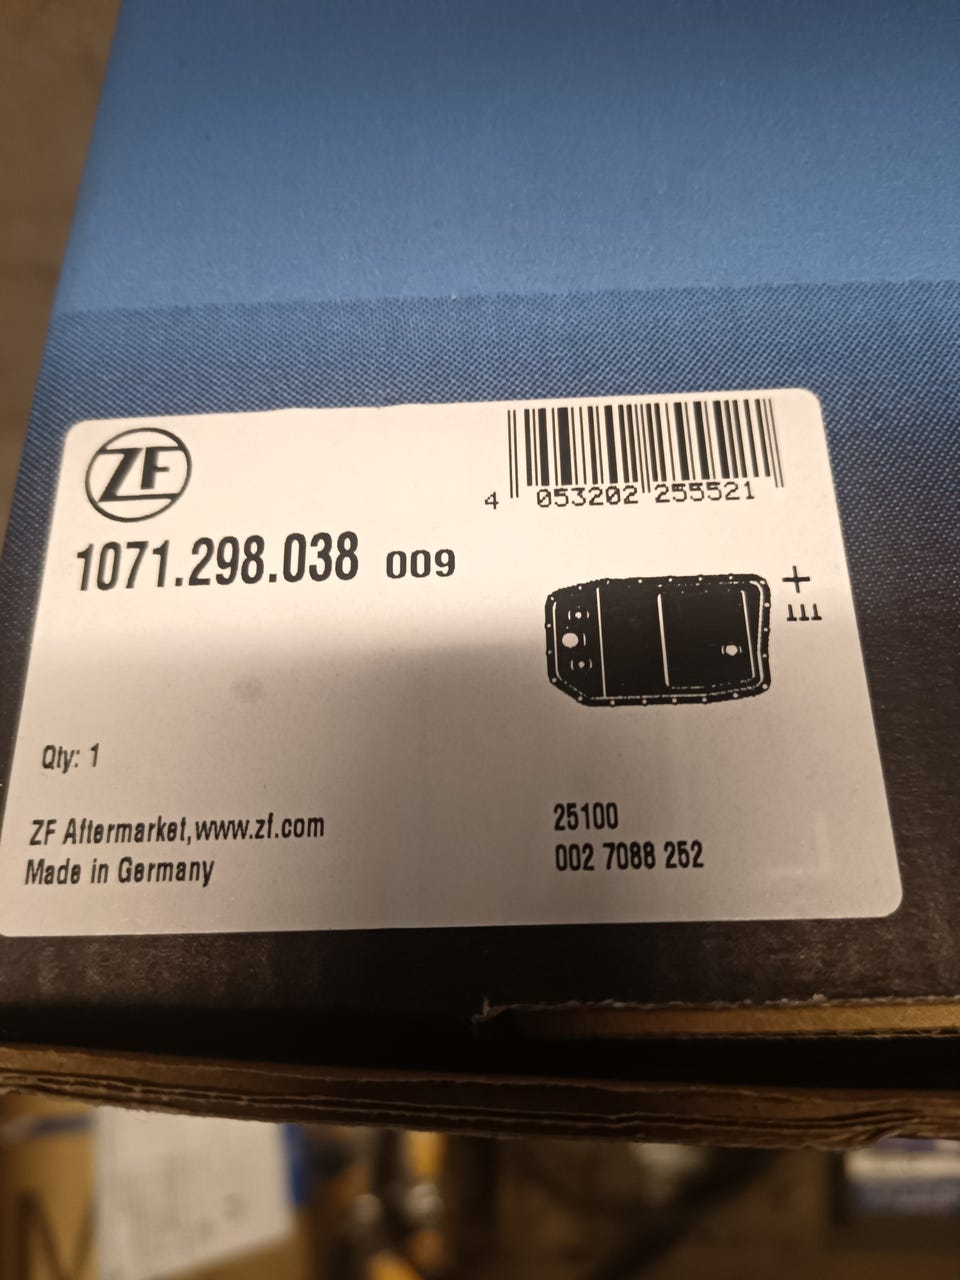 ZF
4 053202 255521
1071.298.038 009
+
Qty: 1
ZF Aftermarket,www.zf.com
Made in Germany
25100
002 7088 252